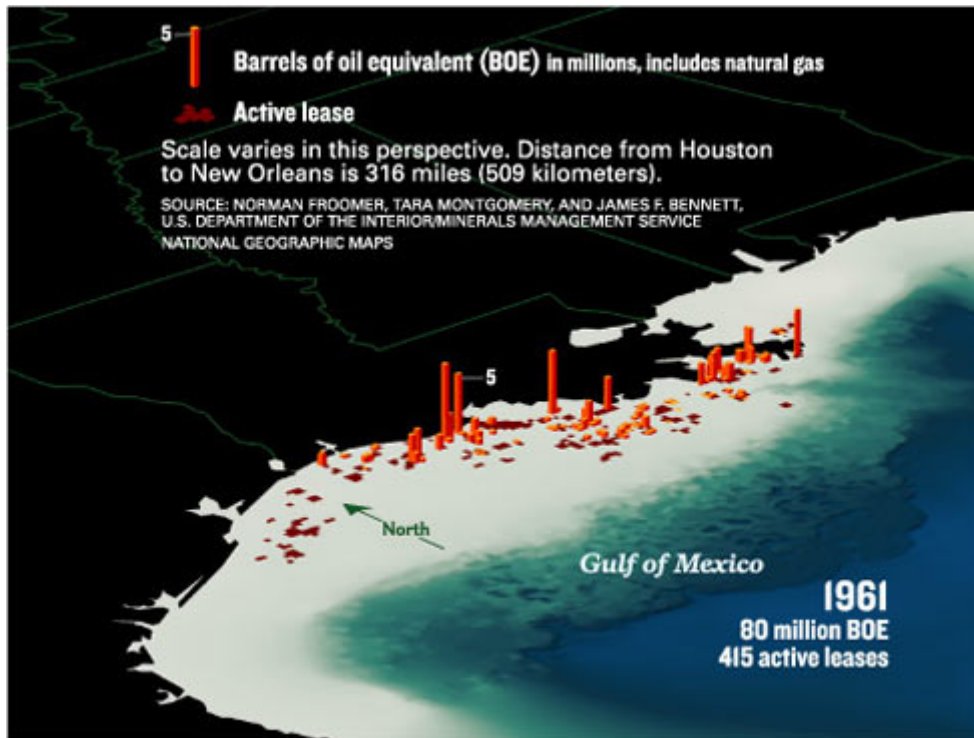 5
Barrels of oil equivalent (BOE) in millions, includes natural gas
Active lease
Scale varies in this perspective. Distance from Houston
to New Orleans is 316 miles (509 kilometers).
SOURCE: NORMAN FROOMER, TARA MONTGOMERY, AND JAMES F. BENNETT,
U.S. DEPARTMENT OF THE INTERIOR/MINERALS MANAGEMENT SERVICE
NATIONAL GEOGRAPHIC MAPS
5
North
Gulf of Mexico
1961
80 million BOE
415 active leases